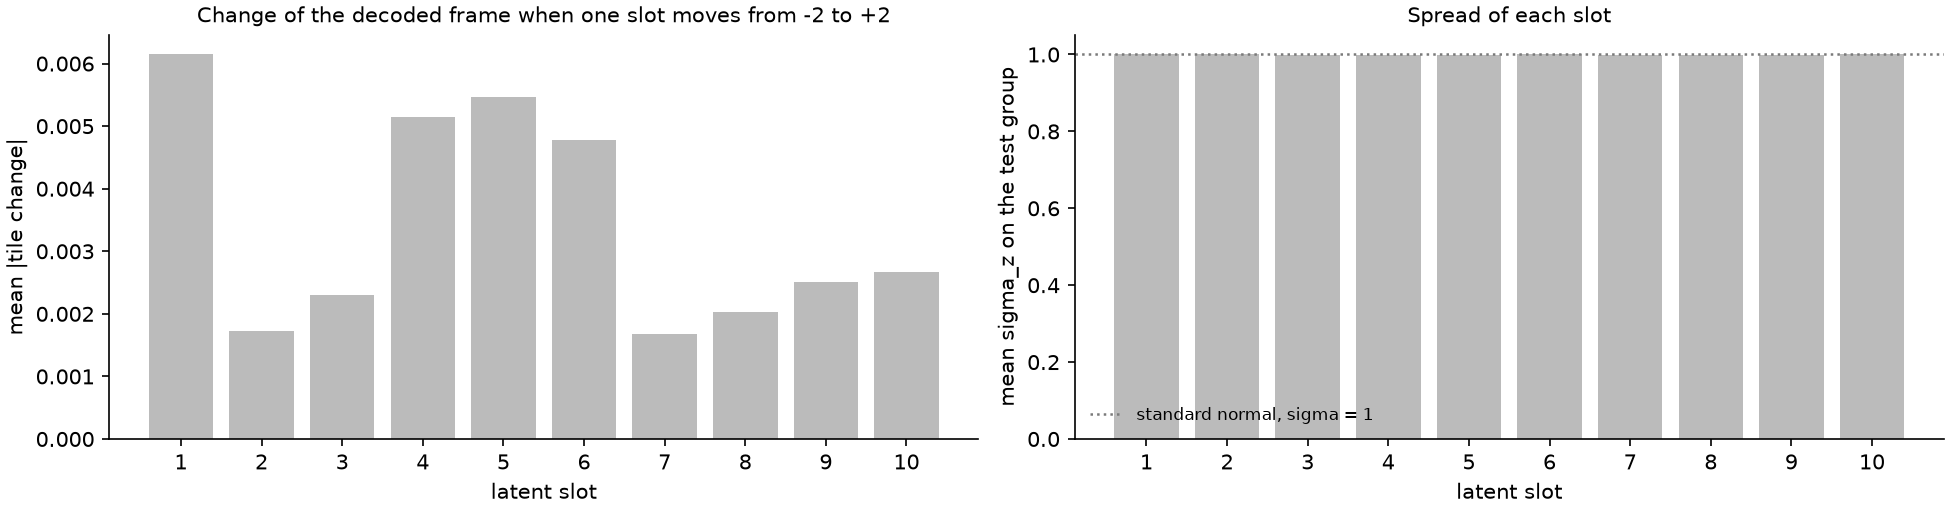 Change of the decoded frame when one slot moves from -2 to +2
mean |tile change|
0.006
0.005
0.004
0.003
0.002
0.001
0.000
1 2 3 4 5 6 7 8 9 10
latent slot
Spread of each slot
mean sigma_z on the test group
1.0
0.8
0.6
0.4
0.2
0.0
standard normal, sigma = 1
1 2 3 4 5 6 7 8 9 10
latent slot